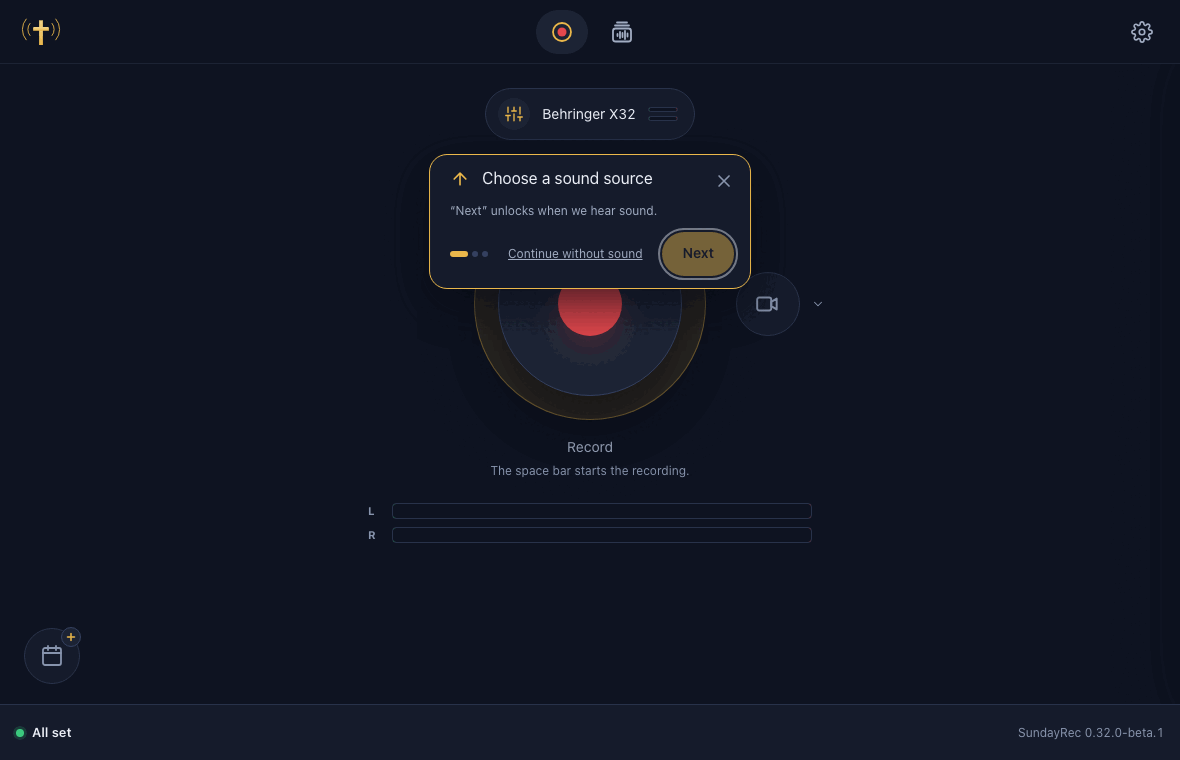 Behringer X32
Choose a sound source
“Next” unlocks when we hear sound.
Continue without sound
Next
Record
The space bar starts the recording.
L
R
All set
SundayRec 0.32.0-beta.1